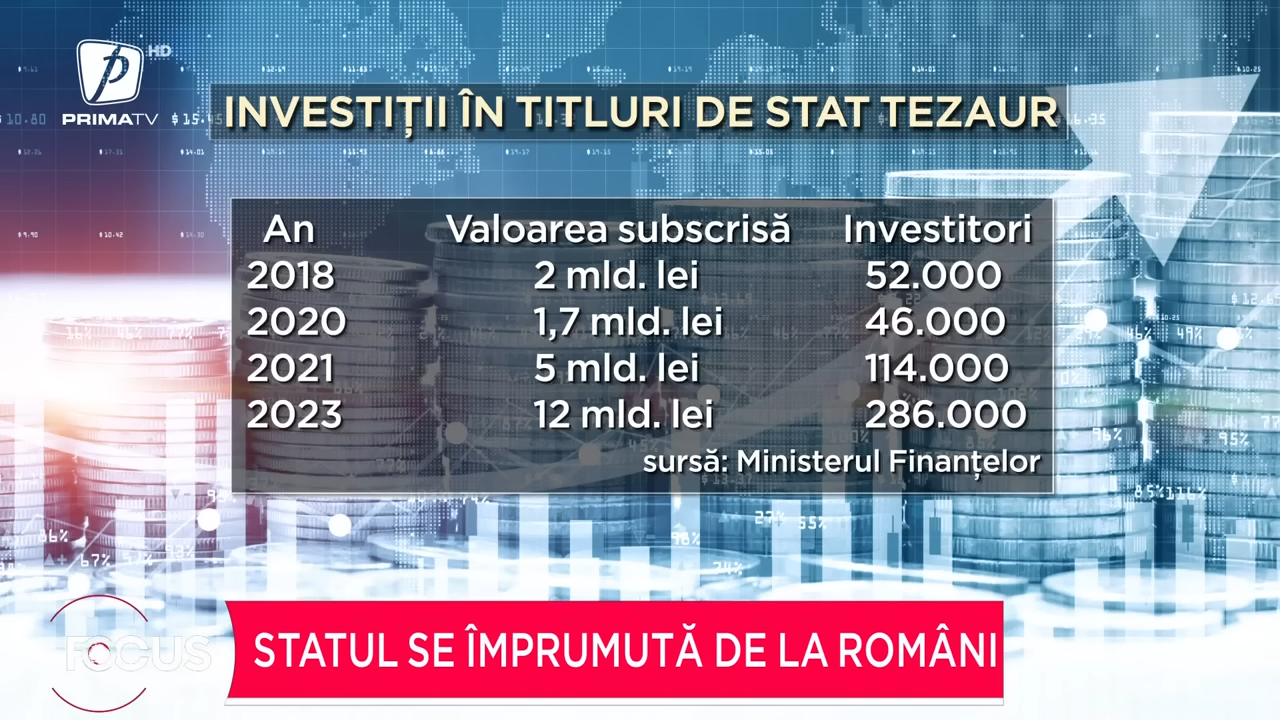 HD
PRIMATV
INVESTIȚII ÎN TITLURI DE STAT TEZAUR
An Valoarea subscrisă Investitori
2018 2 mld. lei 52.000
2020 1,7 mld. lei 46.000
2021 5 mld. lei 114.000
2023 12 mld. lei 286.000
sursă: Ministerul Finanțelor
FOCUS
STATUL SE ÎMPRUMUTĂ DE LA ROMÂNI